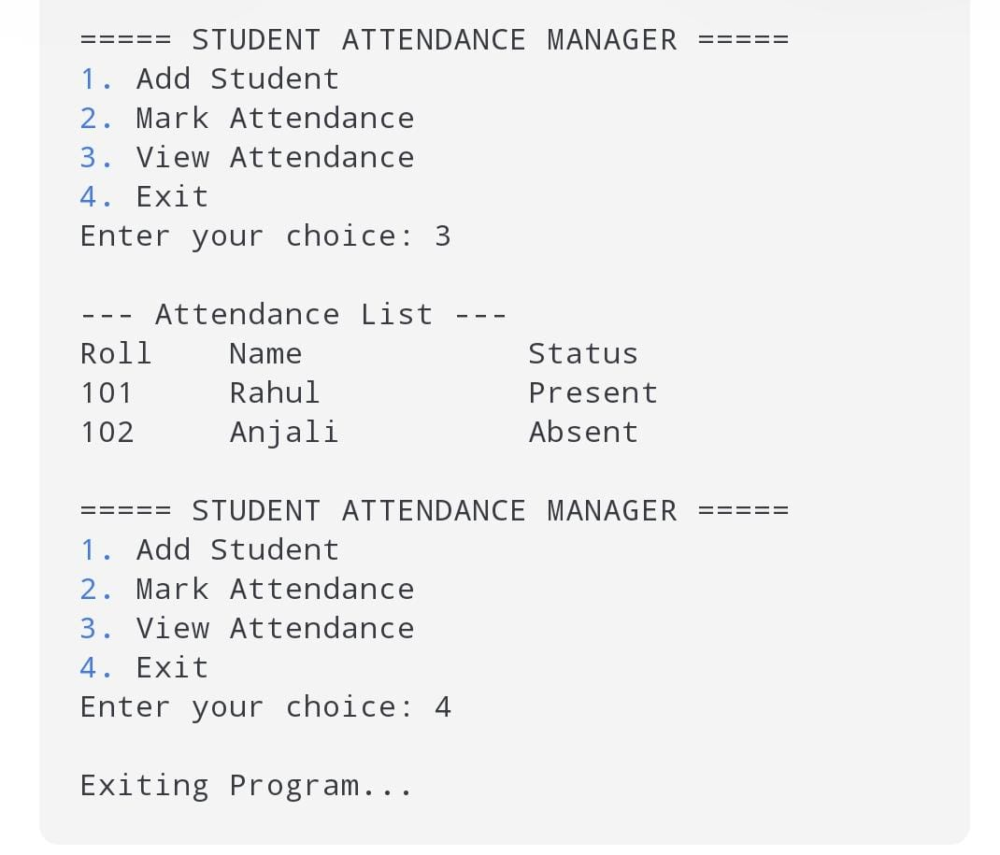 ===== STUDENT ATTENDANCE MANAGER =====
1. Add Student
2. Mark Attendance
3. View Attendance
4. Exit
Enter your choice: 3

--- Attendance List ---
Roll    Name            Status
101     Rahul           Present
102     Anjali          Absent

===== STUDENT ATTENDANCE MANAGER =====
1. Add Student
2. Mark Attendance
3. View Attendance
4. Exit
Enter your choice: 4

Exiting Program...